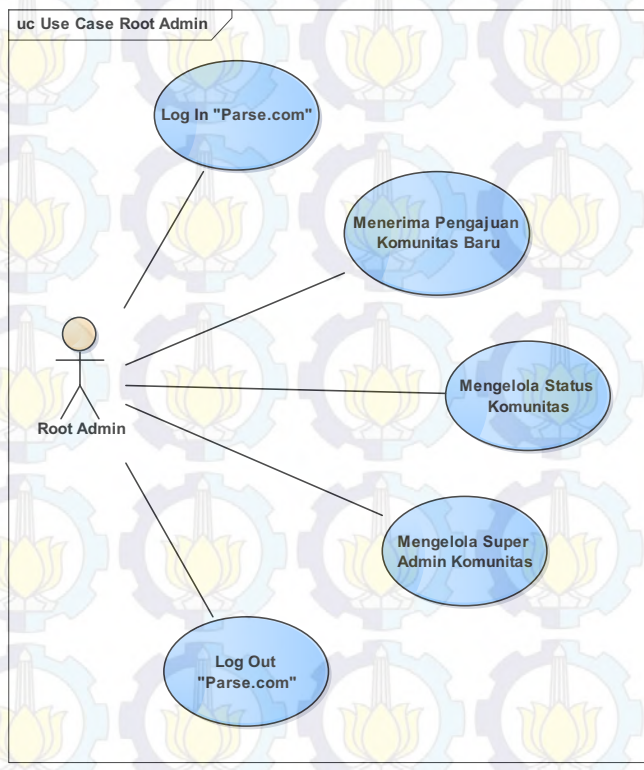 uc Use Case Root Admin
Log In "Parse.com"
Menerima Pengajuan
Komunitas Baru
Mengelola Status
Komunitas
Root Admin
Mengelola Super
Admin Komunitas
Log Out
"Parse.com"